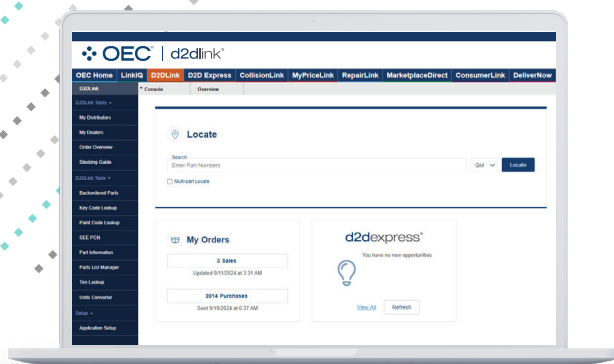 OEC® | d2dlink®
OEC Home LinkIQ D2DLink D2D Express CollisionLink MyPriceLink RepairLink MarketplaceDirect ConsumerLink DeliverNow
D2DLink
Console Overview
D2DLink Tasks
My Distributors
My Dealers
Order Overview
Stocking Guide
D2DLink Tools
Backordered Parts
Key Code Lookup
Paint Code Lookup
SEE PCN
Part Information
Parts List Manager
Tire Lookup
Units Convertor
Setup
Application Setup
Locate
Search
Enter Part Numbers
GM
Locate
Multi-part Locate
My Orders
3 Sales
Updated 9/11/2024 at 3:31 AM
2014 Purchases
Sent 9/19/2024 at 6:37 AM
d2dexpress®
You have no new opportunities
View All Refresh